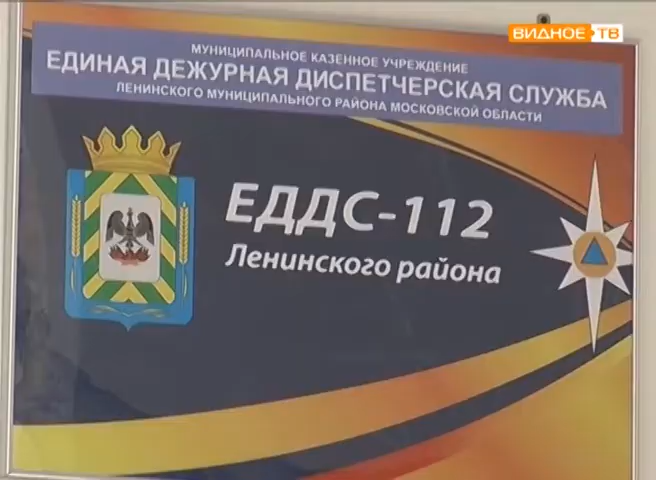 ВИДНОЕ ТВ
МУНИЦИПАЛЬНОЕ КАЗЕННОЕ УЧРЕЖДЕНИЕ
ЕДИНАЯ ДЕЖУРНАЯ ДИСПЕТЧЕРСКАЯ СЛУЖБА
ЛЕНИНСКОГО МУНИЦИПАЛЬНОГО РАЙОНА МОСКОВСКОЙ ОБЛАСТИ
ЕДДС-112
Ленинского района